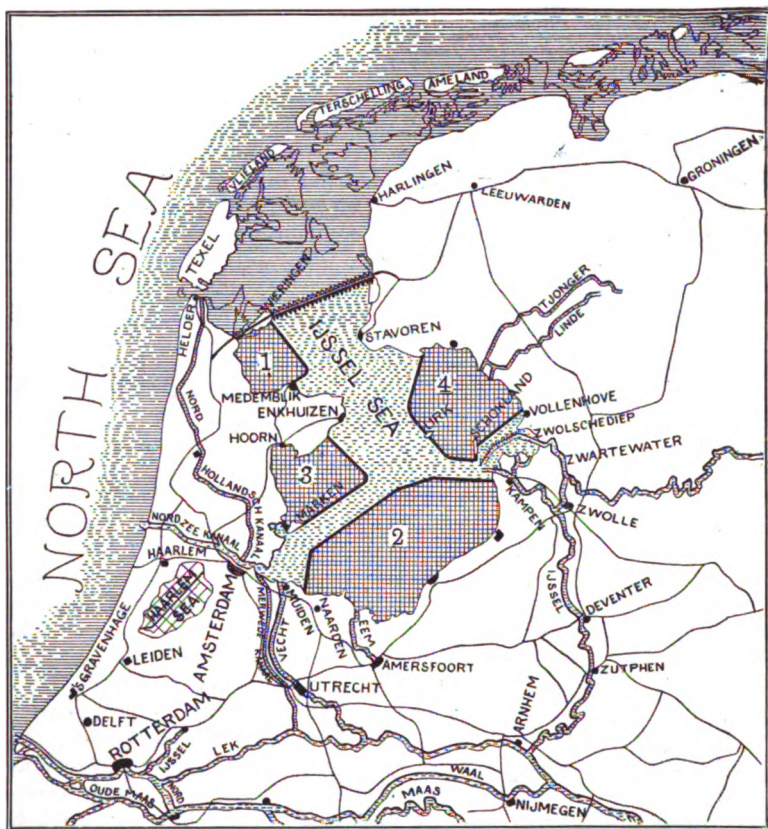 AMELAND
TERSCHELLING
VLIELAND
GRONINGEN
HARLINGEN
LEEUWARDEN
SEA
TEXEL
WIERINGEN
TJONGER
LINDE
HELDER
IJSSEL SEA
STAVOREN
1
4
MEDEMBLIK
ENKHUIZEN
URK
SCHOKLAND
VOLLENHOVE
ZWOLSCHEDIEP
ZWARTEWATER
NORD
HOLLANDSCH KANAAL
HOORN
3
MARKEN
NORTH
NORDZEE KANAAL
2
KAMPEN
ZWOLLE
HAARLEM
HAARLEM SEA
AMSTERDAM
MUIDEN
NAARDEN
EEM
VECHT
IJSSEL
DEVENTER
'S GRAVENHAGE
LEIDEN
AMERSFOORT
ZUTPHEN
UTRECHT
DELFT
ROTTERDAM
IJSSEL
LEK
ARNHEM
OUDE MAAS
NORD
WAAL
MAAS
NIJMEGEN